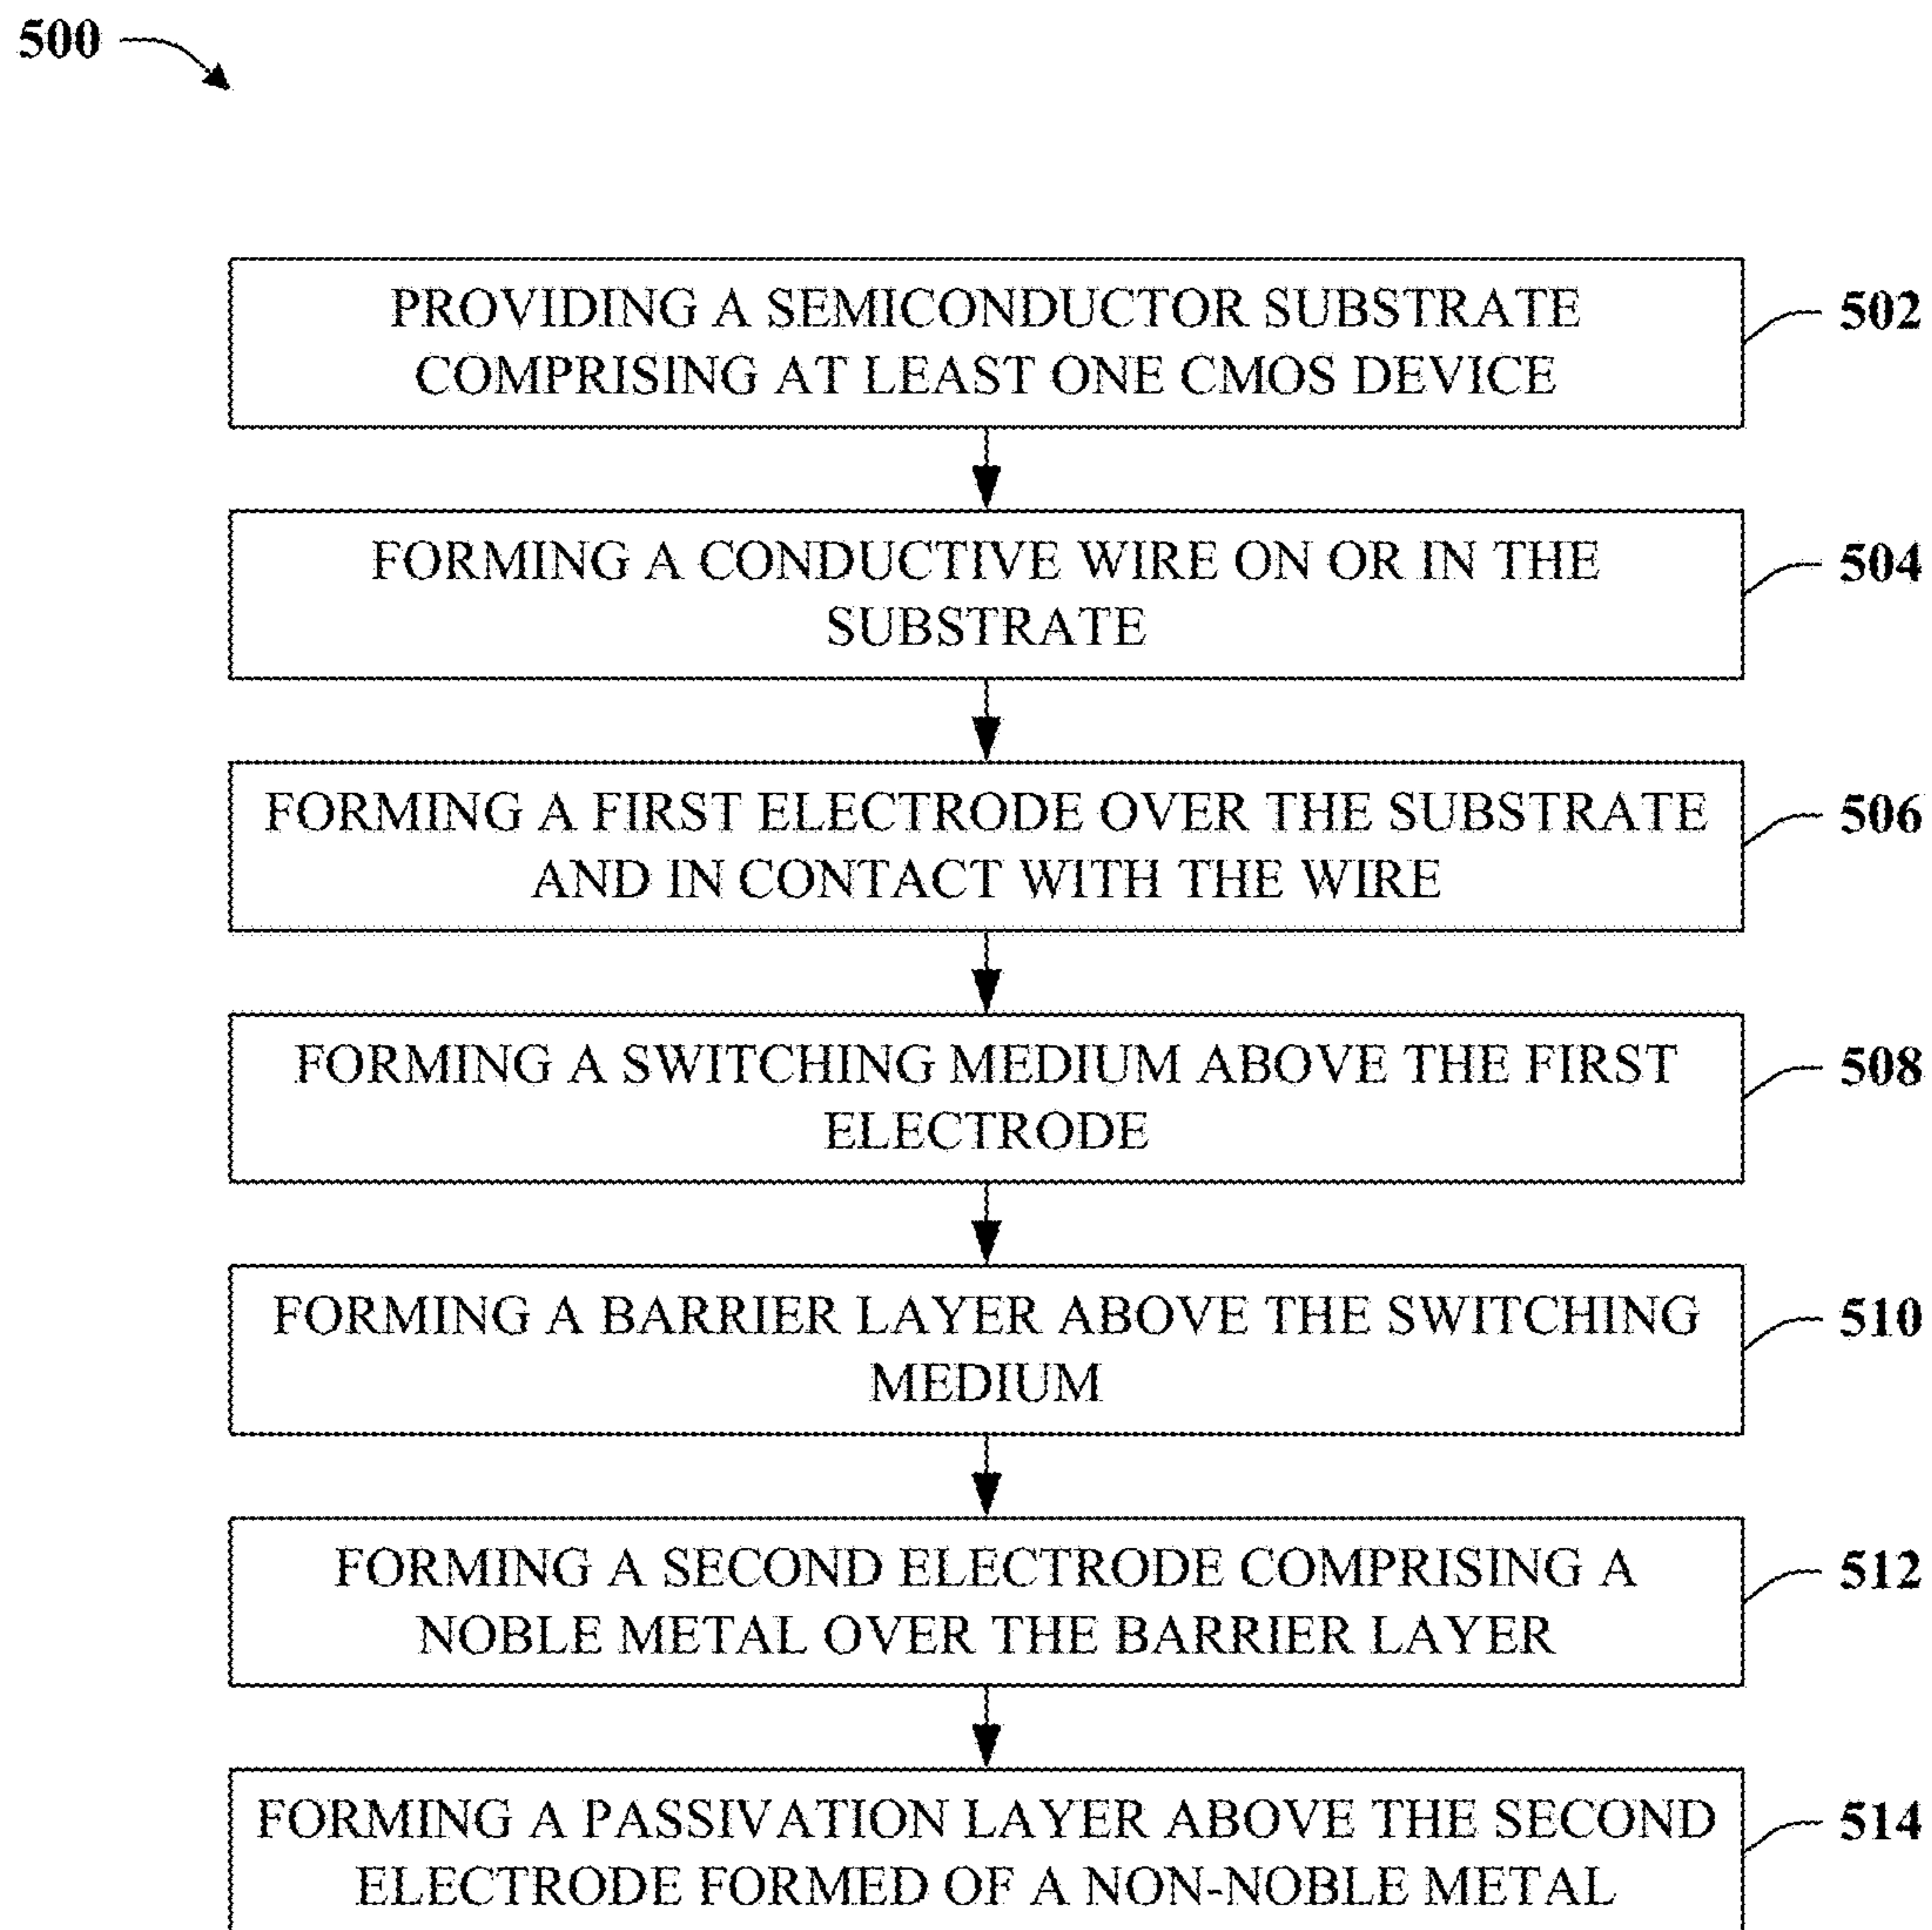 500
PROVIDING A SEMICONDUCTOR SUBSTRATE
COMPRISING AT LEAST ONE CMOS DEVICE
502
FORMING A CONDUCTIVE WIRE ON OR IN THE
SUBSTRATE
504
FORMING A FIRST ELECTRODE OVER THE SUBSTRATE
AND IN CONTACT WITH THE WIRE
506
FORMING A SWITCHING MEDIUM ABOVE THE FIRST
ELECTRODE
508
FORMING A BARRIER LAYER ABOVE THE SWITCHING
MEDIUM
510
FORMING A SECOND ELECTRODE COMPRISING A
NOBLE METAL OVER THE BARRIER LAYER
512
FORMING A PASSIVATION LAYER ABOVE THE SECOND
ELECTRODE FORMED OF A NON-NOBLE METAL
514